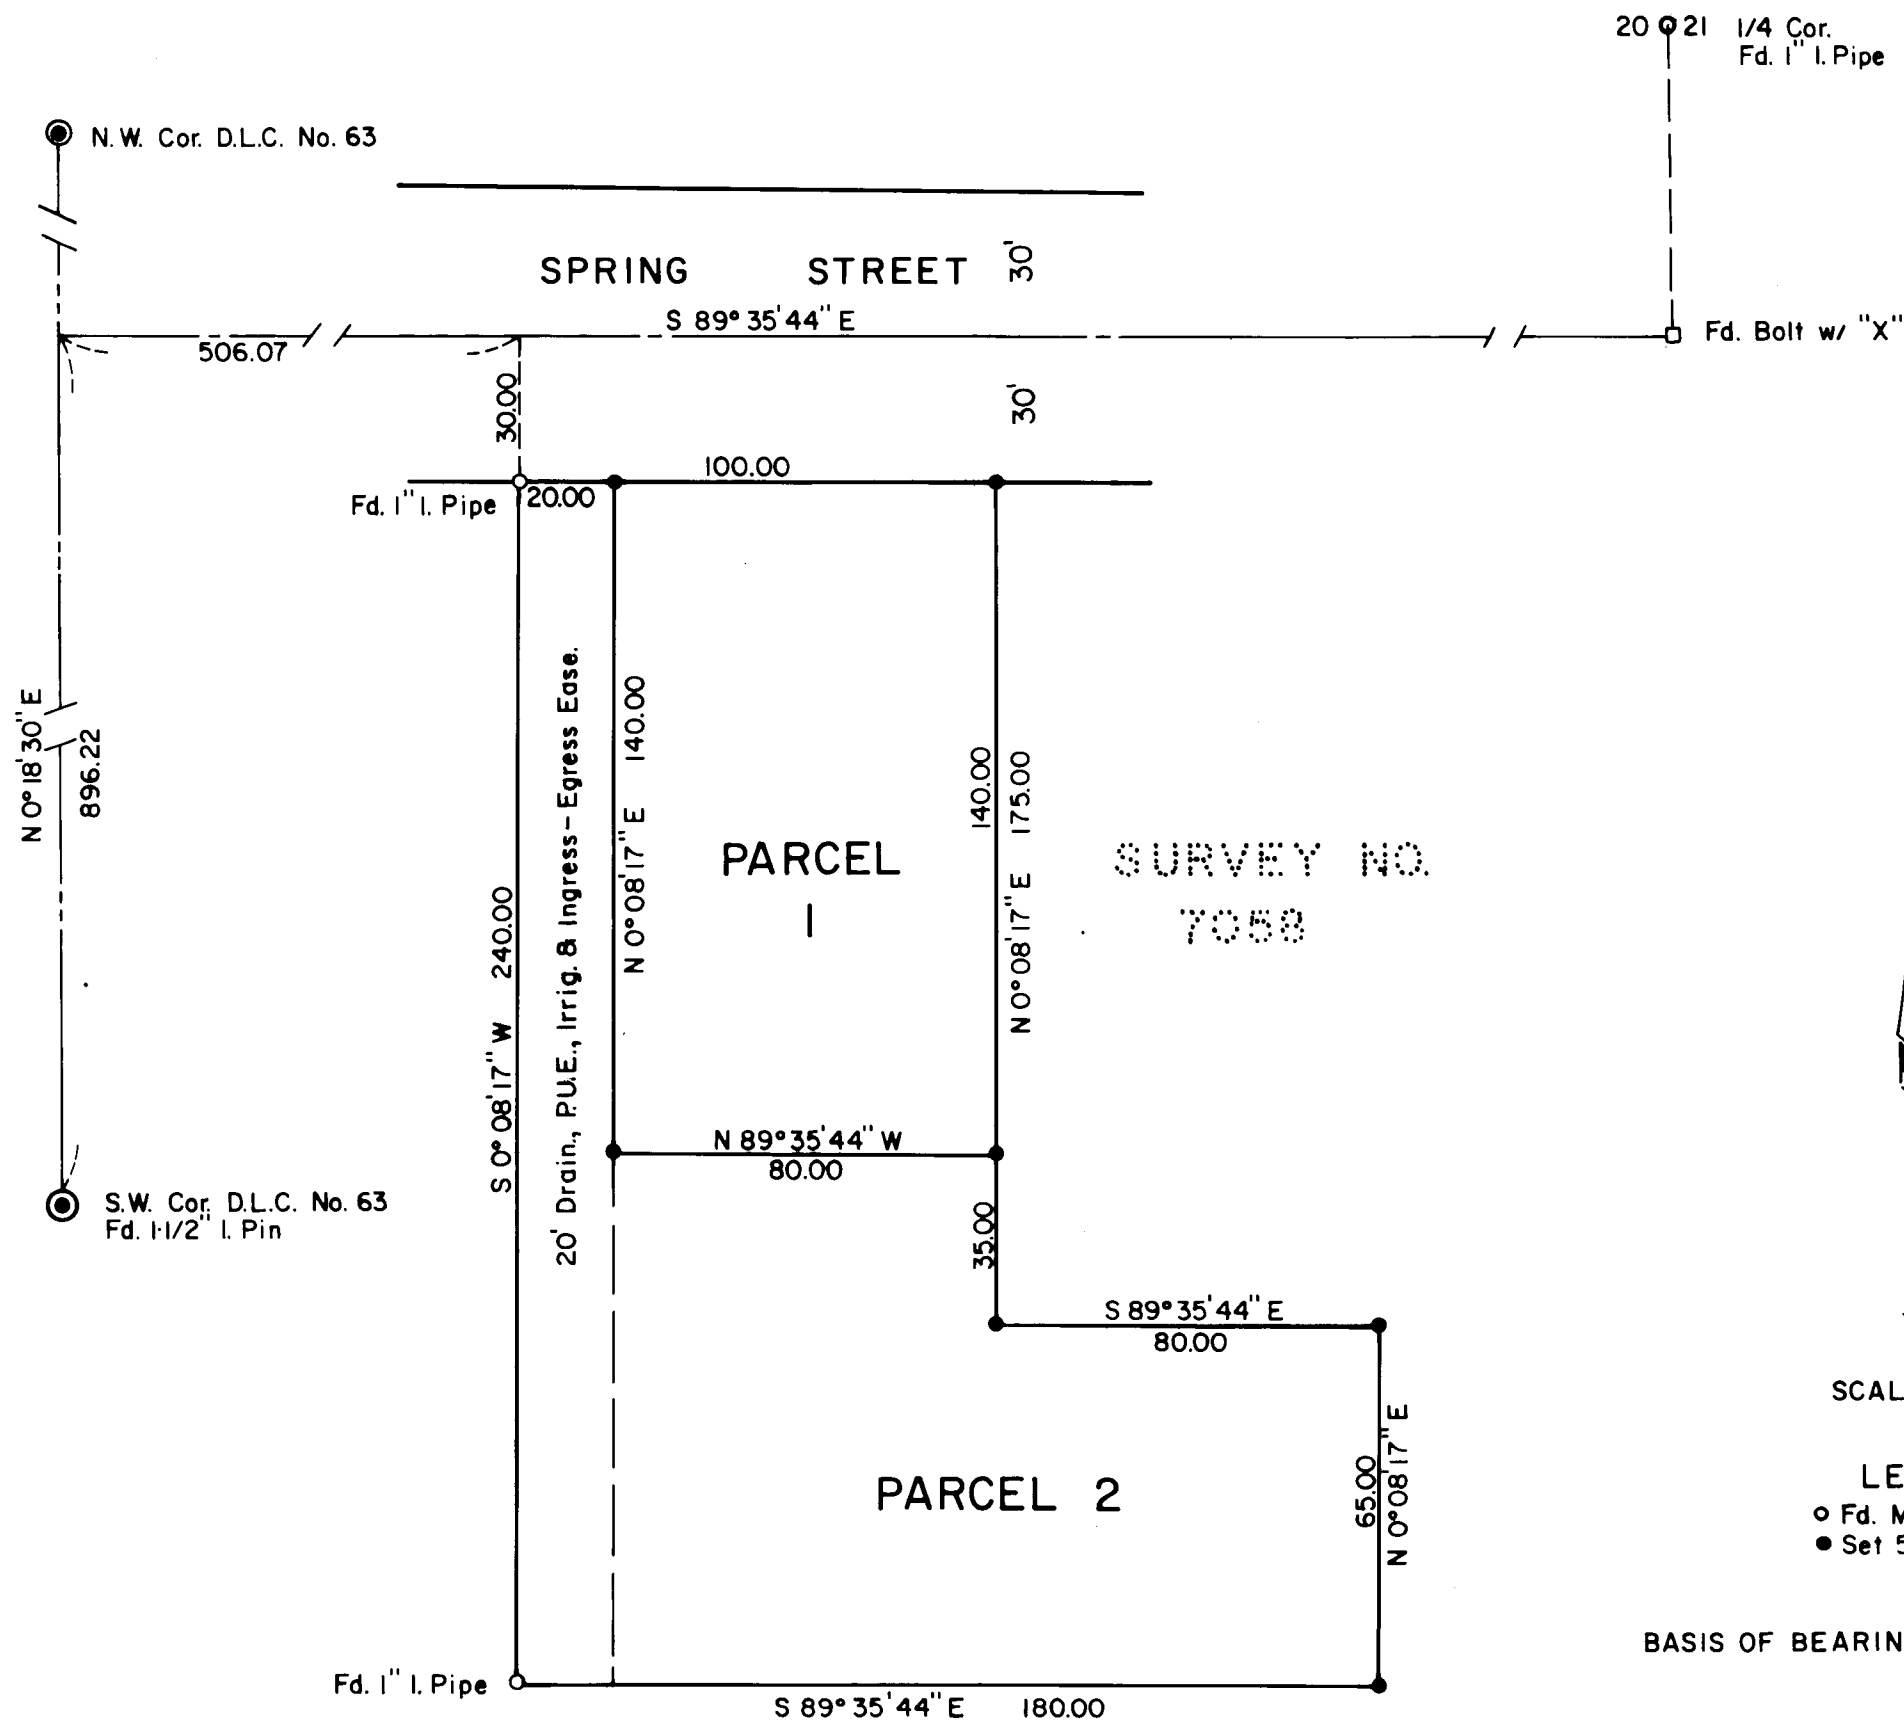 20 21 1/4 Cor.
Fd. 1" I. Pipe
N.W. Cor. D.L.C. No. 63
SPRING STREET 30'
S 89° 35' 44" E
506.07
Fd. Bolt w/ "X"
30.00
30'
100.00
Fd. 1" I. Pipe
20.00
N 0° 18' 30" E
896.22
S 0° 08' 17" W 240.00
20' Drain., P.U.E., Irrig. & Ingress-Egress Ease.
N 0° 08' 17" E 140.00
PARCEL
1
140.00
N 0° 08' 17" E 175.00
SURVEY NO.
7058
N 89° 35' 44" W
80.00
S.W. Cor. D.L.C. No. 63
Fd. 1-1/2" I. Pin
35.00
S 89° 35' 44" E
80.00
SCAL
PARCEL 2
65.00
N 0° 08' 17" E
LE
Fd. M
Set 5
BASIS OF BEARIN
Fd. 1" I. Pipe
S 89° 35' 44" E 180.00